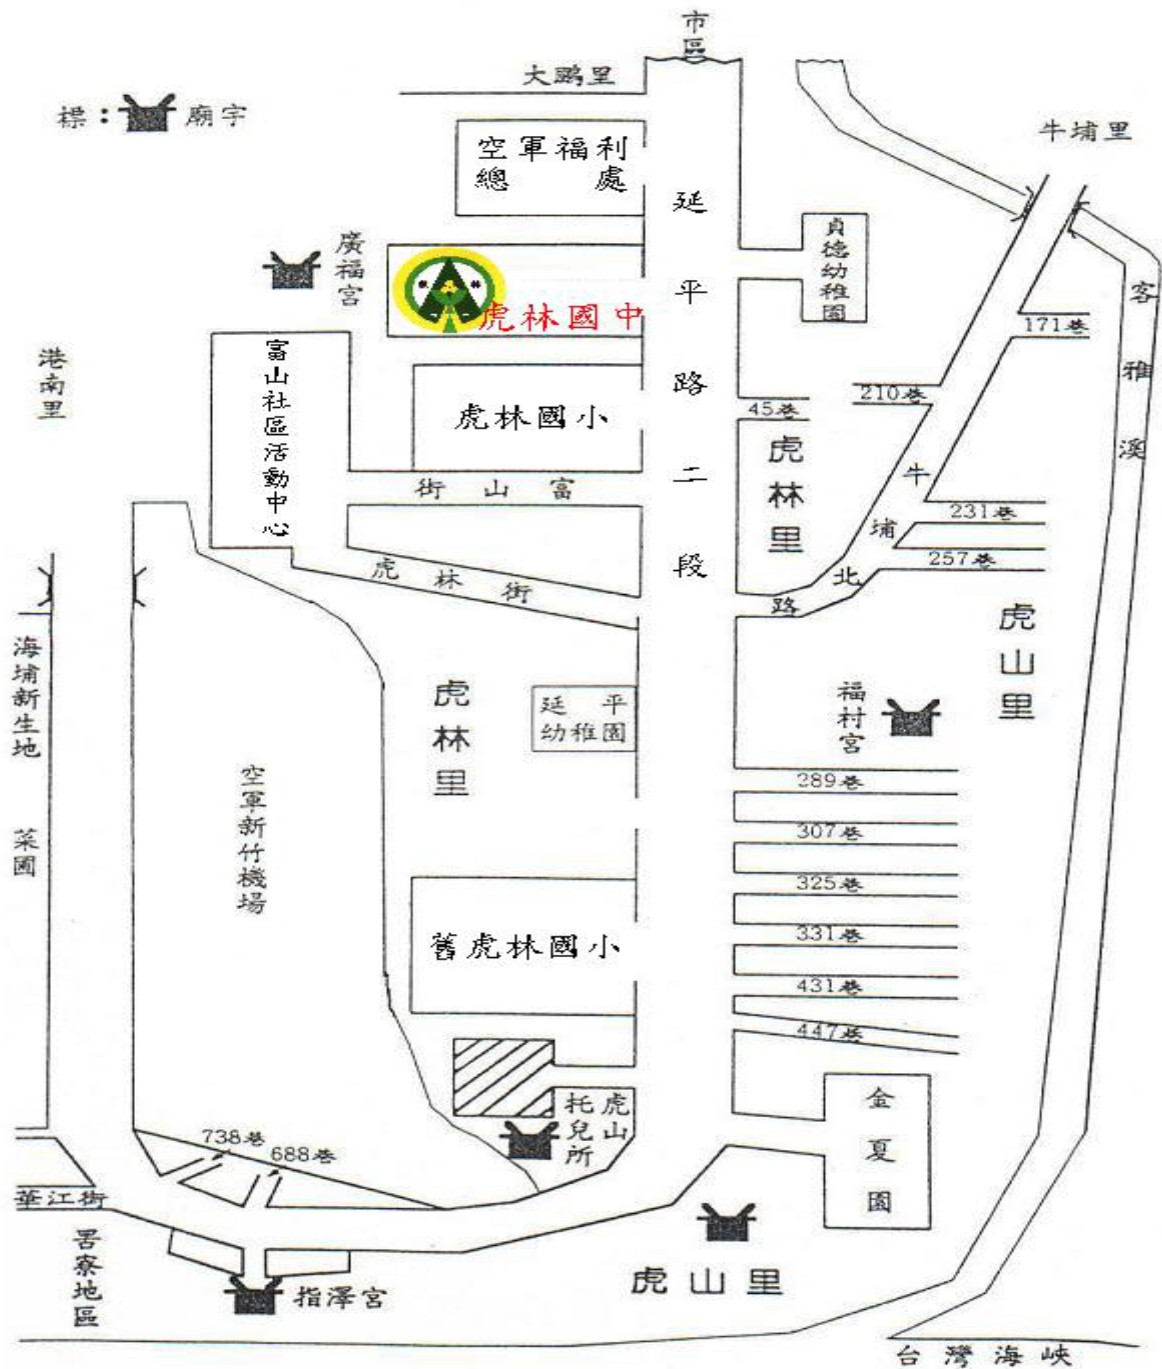 市區
大鵬里
標：廟宇
牛埔里
空軍福利
總處
延平路二段
貞德幼稚園
廣福宮
虎林國中
客雅溪
171巷
港南里
富山社區活動中心
虎林國小
45巷
210巷
虎林里
街山富
牛埔北路
231巷
257巷
虎林街
虎山里
海埔新生地
菜園
虎林里
延平
幼稚園
福村宮
空軍新竹機場
289巷
307巷
325巷
331巷
431巷
447巷
舊虎林國小
虎山
托兒所
金夏園
738巷
688巷
華江街
罟寮地區
指澤宮
虎山里
台灣海峽